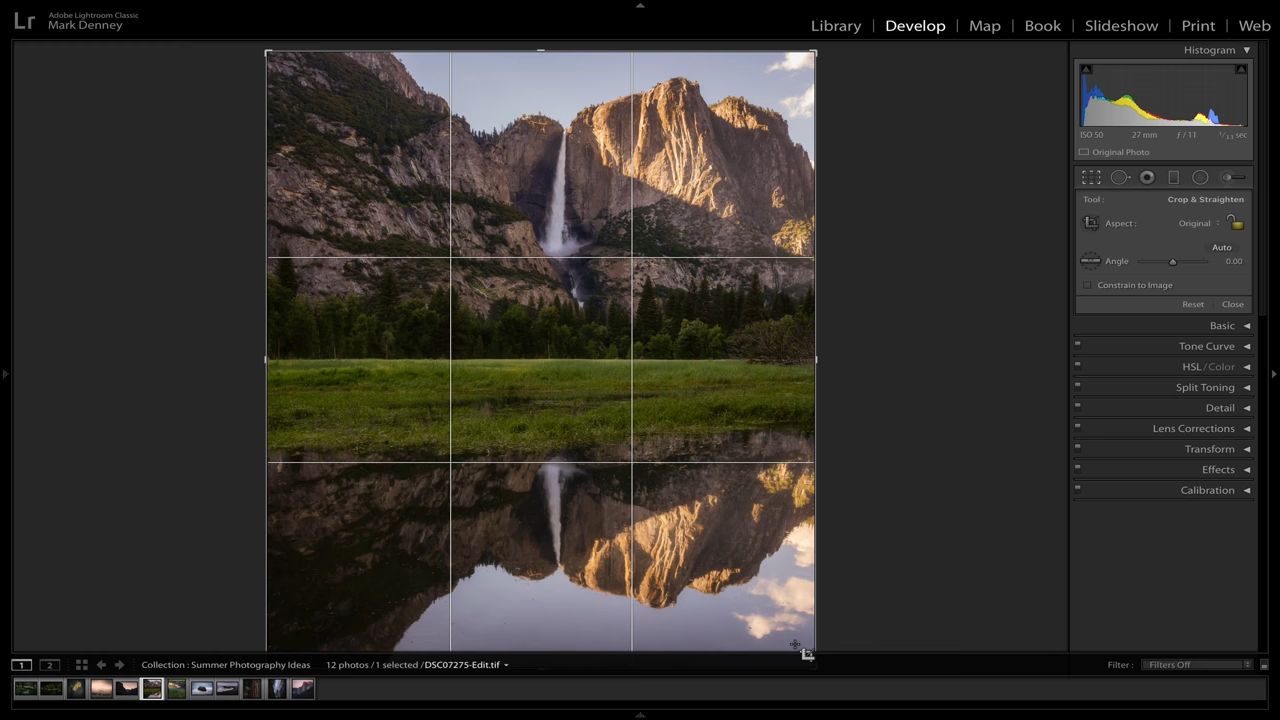 Lr
Adobe Lightroom Classic
Mark Denney
Library | Develop | Map | Book | Slideshow | Print | Web
Histogram
ISO 50 27 mm ƒ / 11 1/13 sec
Original Photo
Tool : Crop & Straighten
Aspect : Original
Auto
Angle 0.00
Constrain to Image
Reset Close
Basic
Tone Curve
HSL / Color
Split Toning
Detail
Lens Corrections
Transform
Effects
Calibration
1 2 Collection : Summer Photography Ideas 12 photos / 1 selected / DSC07275-Edit.tif Filter : Filters Off